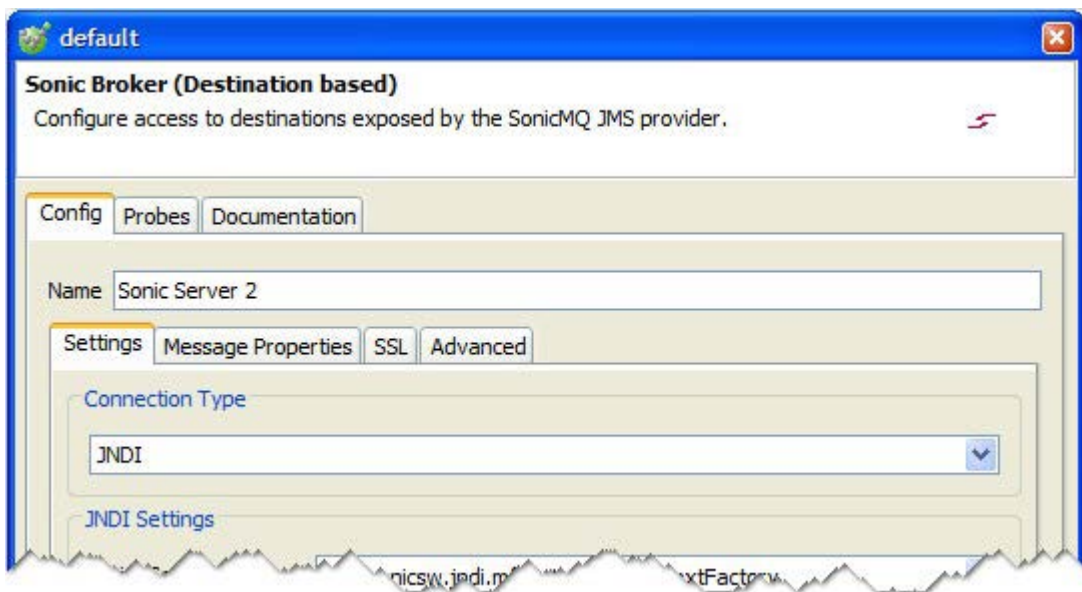 default
Sonic Broker (Destination based)
Configure access to destinations exposed by the SonicMQ JMS provider.
Config Probes Documentation
Name Sonic Server 2
Settings Message Properties SSL Advanced
Connection Type
JNDI
JNDI Settings